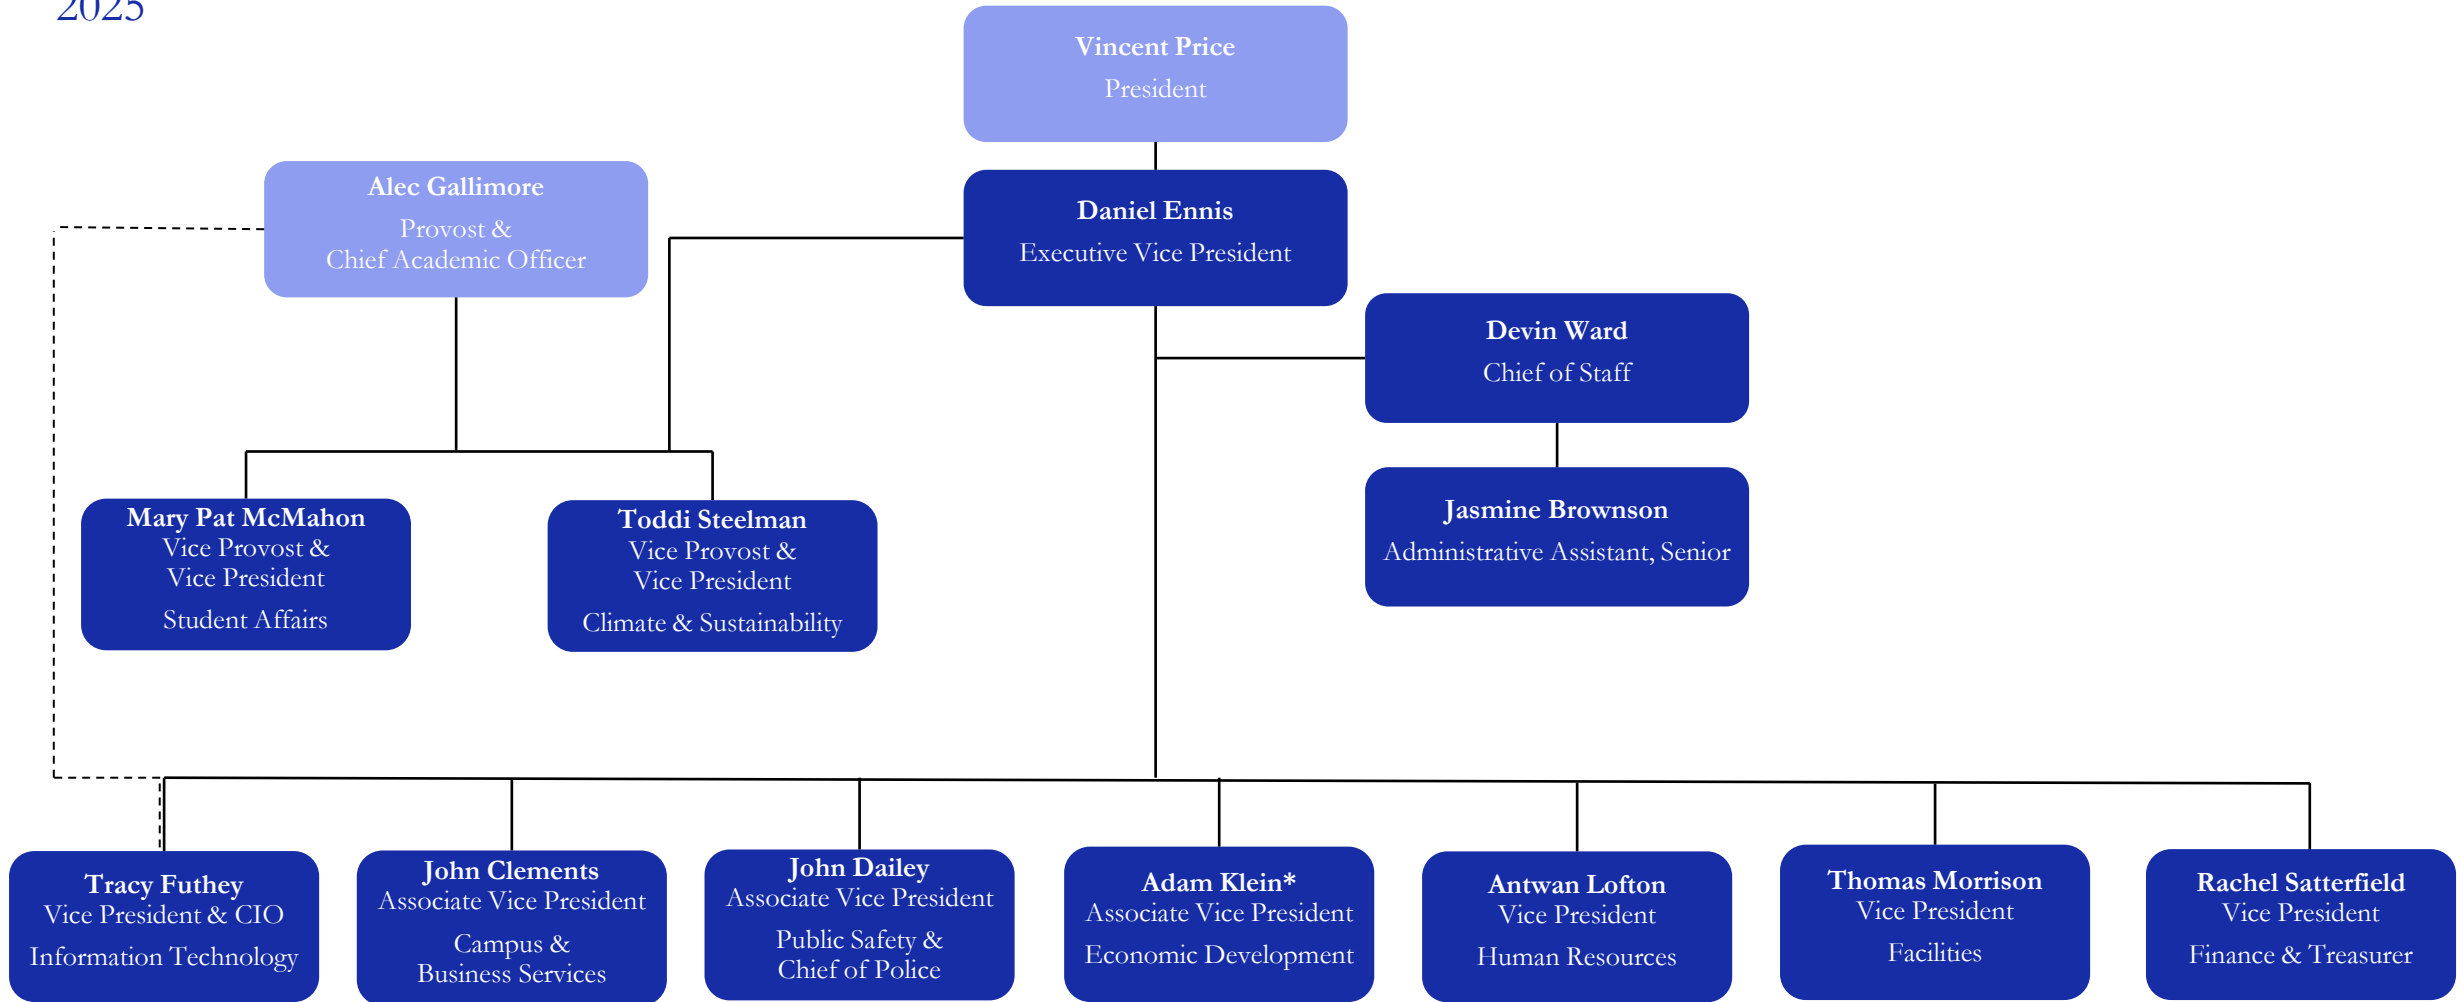 2025
Vincent Price
President
Alec Gallimore
Provost &
Chief Academic Officer
Daniel Ennis
Executive Vice President
Devin Ward
Chief of Staff
Jasmine Brownson
Administrative Assistant, Senior
Mary Pat McMahon
Vice Provost &
Vice President
Student Affairs
Toddi Steelman
Vice Provost &
Vice President
Climate & Sustainability
Tracy Futhey
Vice President & CIO
Information Technology
John Clements
Associate Vice President
Campus &
Business Services
John Dailey
Associate Vice President
Public Safety &
Chief of Police
Adam Klein*
Associate Vice President
Economic Development
Antwan Lofton
Vice President
Human Resources
Thomas Morrison
Vice President
Facilities
Rachel Satterfield
Vice President
Finance & Treasurer